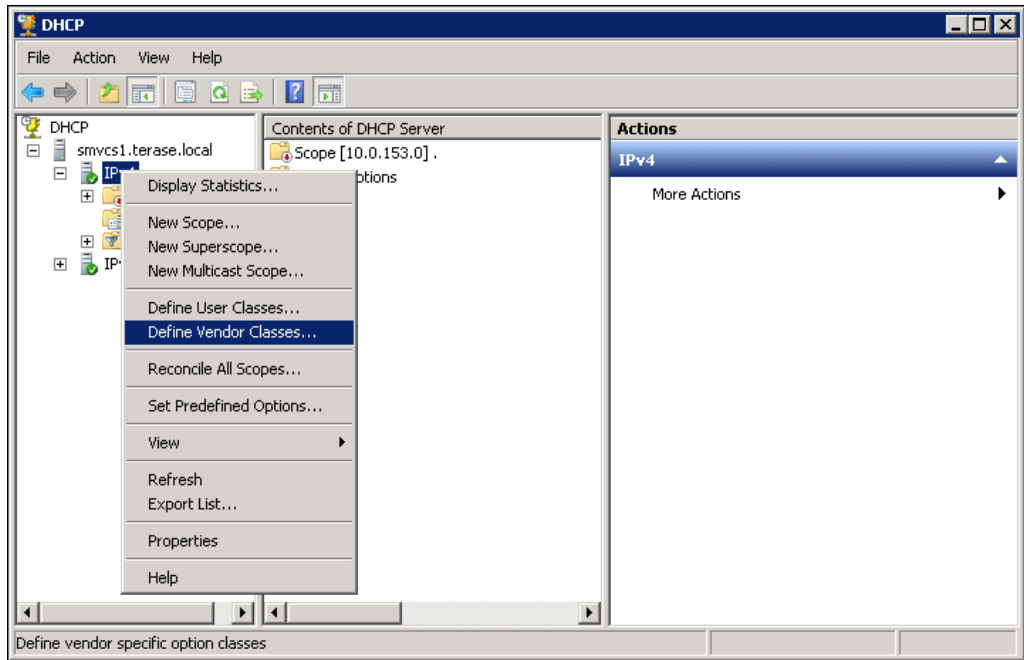 DHCP
File Action View Help
DHCP
smvcs1.terase.local
IPv4
IP
Display Statistics...
New Scope...
New Superscope...
New Multicast Scope...
Define User Classes...
Define Vendor Classes...
Reconcile All Scopes...
Set Predefined Options...
View
Refresh
Export List...
Properties
Help
Contents of DHCP Server
Scope [10.0.153.0] .
ptions
Actions
IPv4
More Actions
Define vendor specific option classes